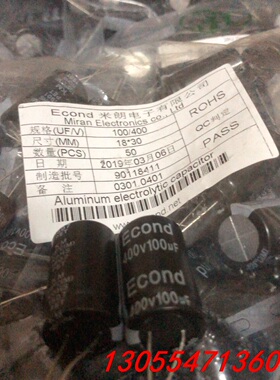 Econd 米朗电子有限公司
Miran Electronics co.,Ltd
规格(UF/V) 100/400
尺寸(MM) 18*30
数量(PCS) 50
日期 2019年03月06日
制造批号 90118411
备注 0301.0401
ROHS
QC判定
PASS
Aluminum electrolytic capacitor
Econd
400v100uF
Econd
400v100uF
13055471360